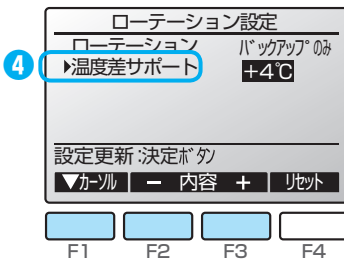 ローテーション設定
ローテーション バックアップのみ
4 ▶温度差サポート +4℃
設定更新:決定ボタン
▼カーソル － 内容 ＋ リセット
F1 F2 F3 F4